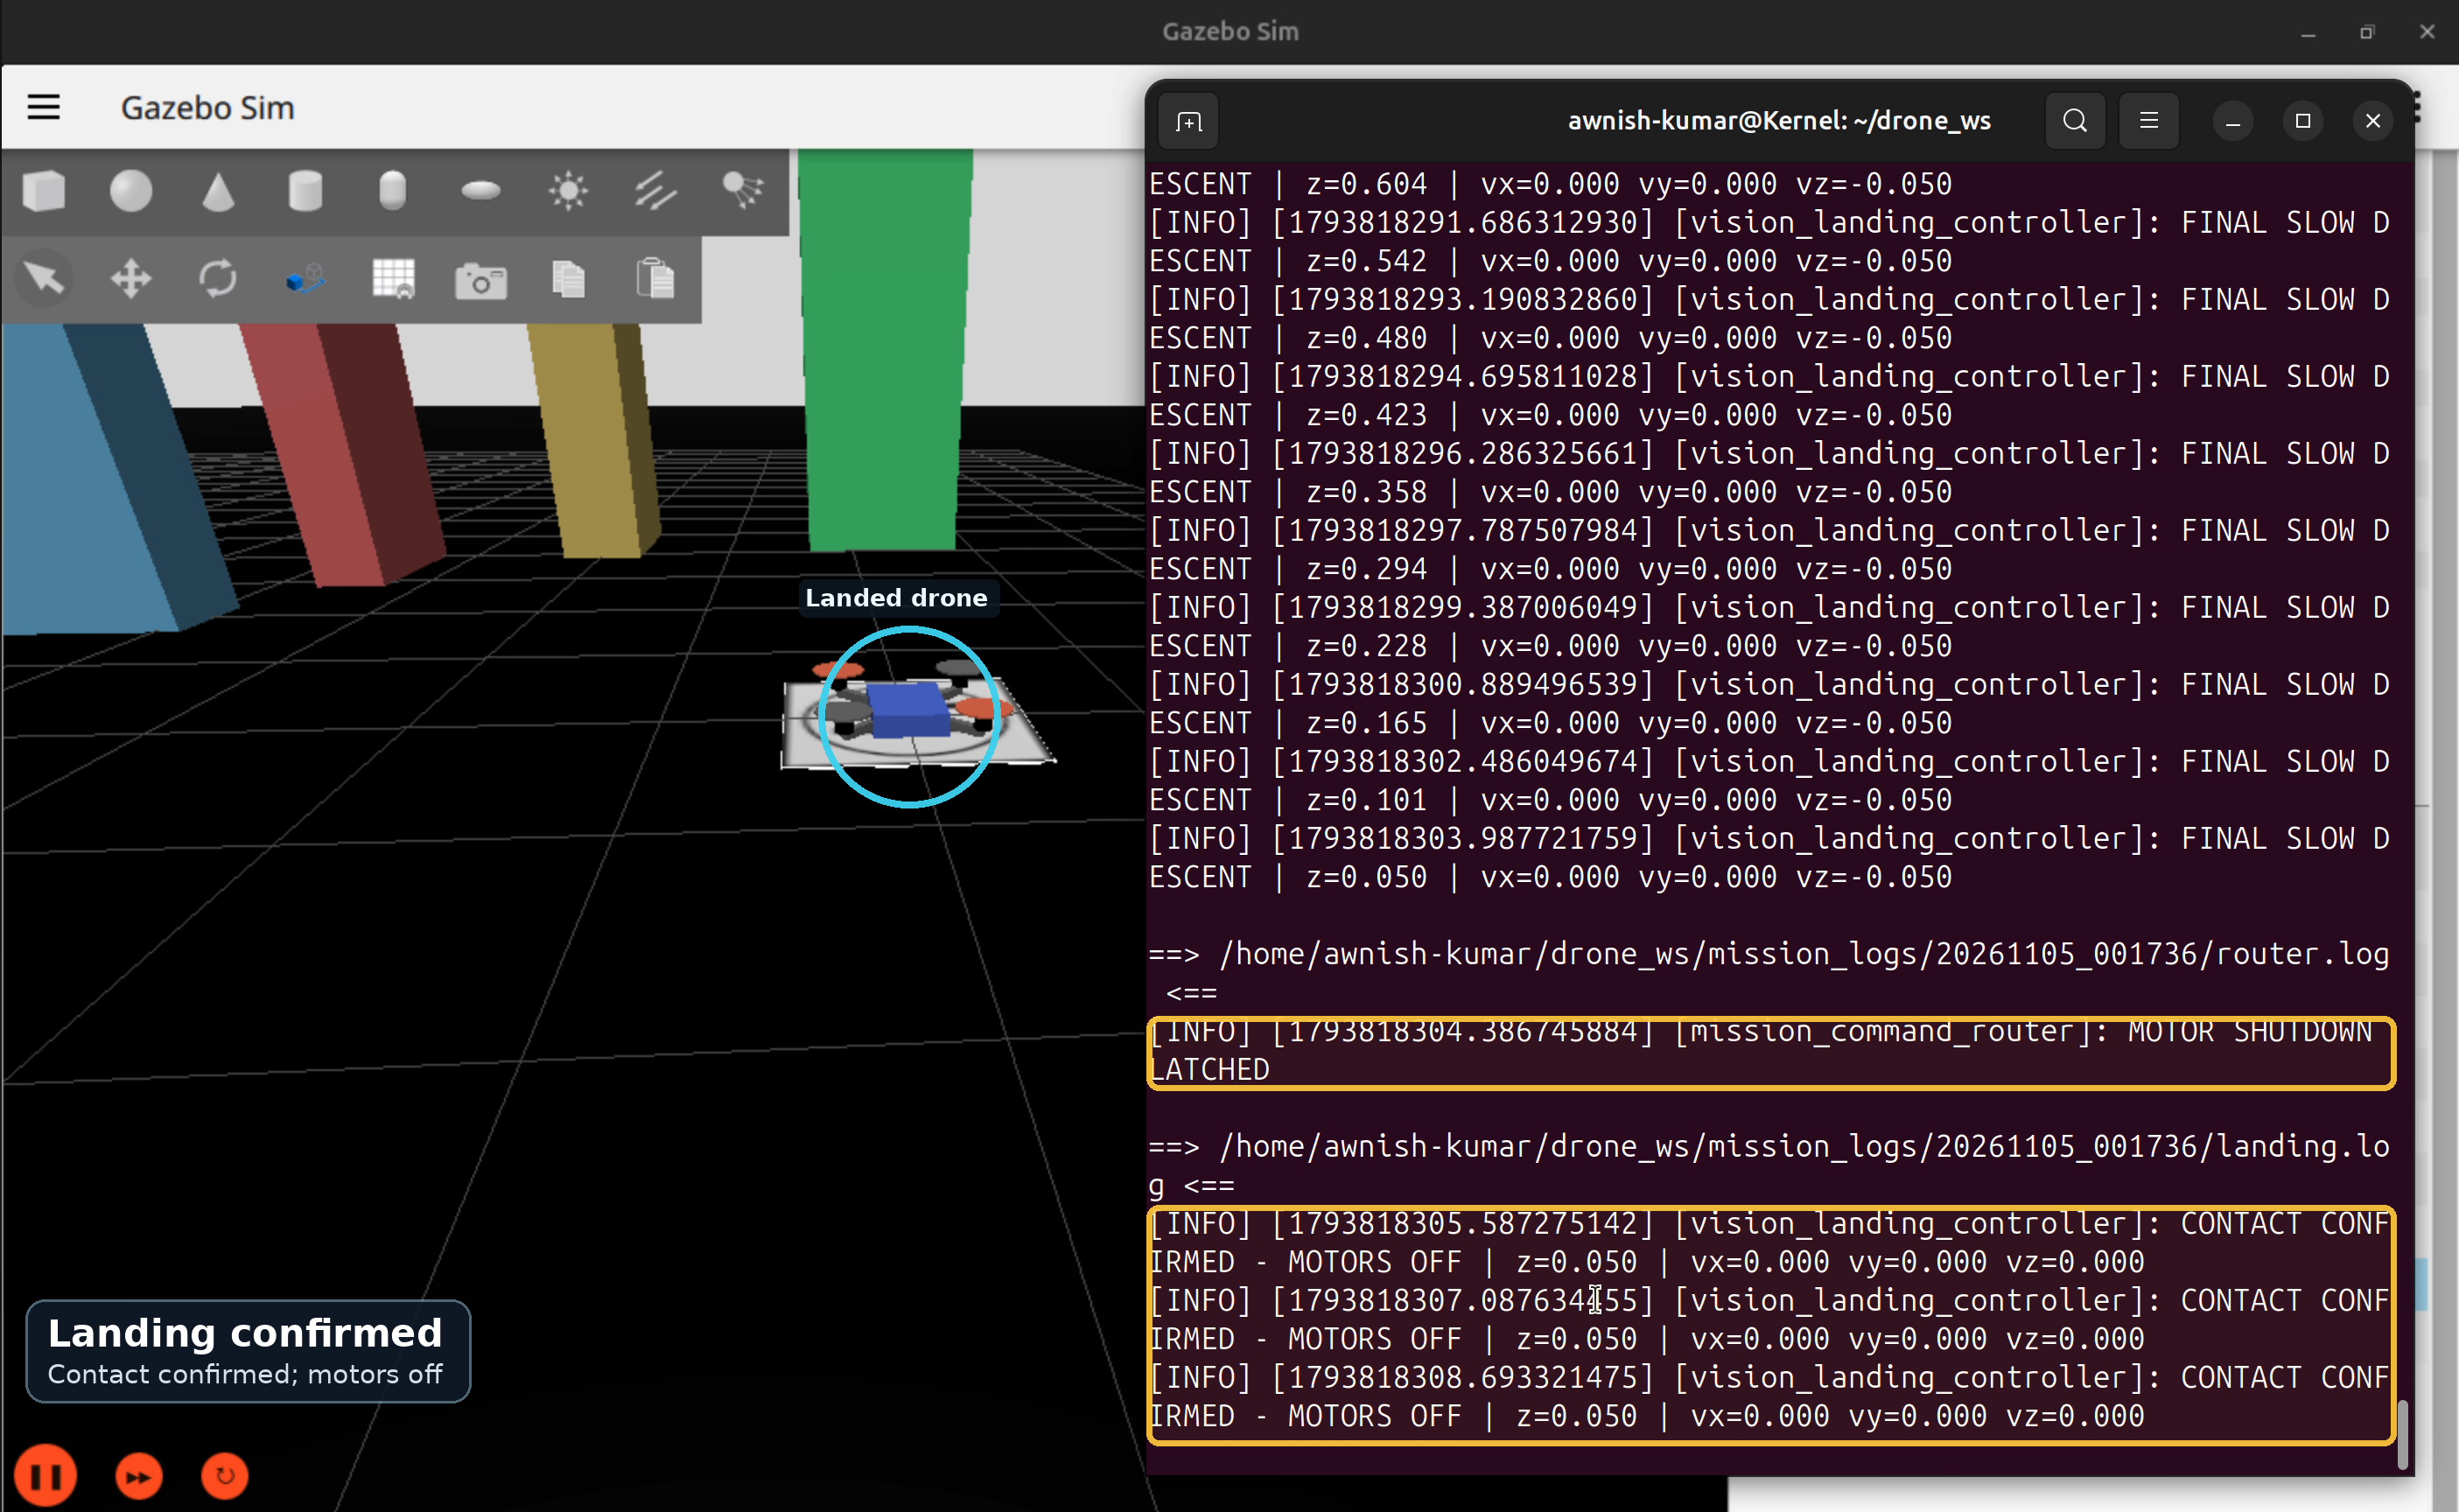 Gazebo Sim
Gazebo Sim
awnish-kumar@Kernel: ~/drone_ws
ESCENT | z=0.604 | vx=0.000 vy=0.000 vz=-0.050
[INFO] [1793818291.686312930] [vision_landing_controller]: FINAL SLOW D
ESCENT | z=0.542 | vx=0.000 vy=0.000 vz=-0.050
[INFO] [1793818293.190832860] [vision_landing_controller]: FINAL SLOW D
ESCENT | z=0.480 | vx=0.000 vy=0.000 vz=-0.050
[INFO] [1793818294.695811028] [vision_landing_controller]: FINAL SLOW D
ESCENT | z=0.423 | vx=0.000 vy=0.000 vz=-0.050
[INFO] [1793818296.286325661] [vision_landing_controller]: FINAL SLOW D
ESCENT | z=0.358 | vx=0.000 vy=0.000 vz=-0.050
[INFO] [1793818297.787507984] [vision_landing_controller]: FINAL SLOW D
ESCENT | z=0.294 | vx=0.000 vy=0.000 vz=-0.050
[INFO] [1793818299.387006049] [vision_landing_controller]: FINAL SLOW D
ESCENT | z=0.228 | vx=0.000 vy=0.000 vz=-0.050
[INFO] [1793818300.889496539] [vision_landing_controller]: FINAL SLOW D
ESCENT | z=0.165 | vx=0.000 vy=0.000 vz=-0.050
[INFO] [1793818302.486049674] [vision_landing_controller]: FINAL SLOW D
ESCENT | z=0.101 | vx=0.000 vy=0.000 vz=-0.050
[INFO] [1793818303.987721759] [vision_landing_controller]: FINAL SLOW D
ESCENT | z=0.050 | vx=0.000 vy=0.000 vz=-0.050
==> /home/awnish-kumar/drone_ws/mission_logs/20261105_001736/router.log
<==
[INFO] [1793818304.386745884] [mission_command_router]: MOTOR SHUTDOWN
LATCHED
==> /home/awnish-kumar/drone_ws/mission_logs/20261105_001736/landing.lo
g <==
[INFO] [1793818305.587275142] [vision_landing_controller]: CONTACT CONF
IRMED - MOTORS OFF | z=0.050 | vx=0.000 vy=0.000 vz=0.000
[INFO] [vision_landing_controller]: CONTACT CONF
IRMED - MOTORS OFF | z=0.050 | vx=0.000 vy=0.000 vz=0.000
[INFO] [1793818308.693321475] [vision_landing_controller]: CONTACT CONF
IRMED - MOTORS OFF | z=0.050 | vx=0.000 vy=0.000 vz=0.000
Landed drone
Landing confirmed
Contact confirmed; motors off